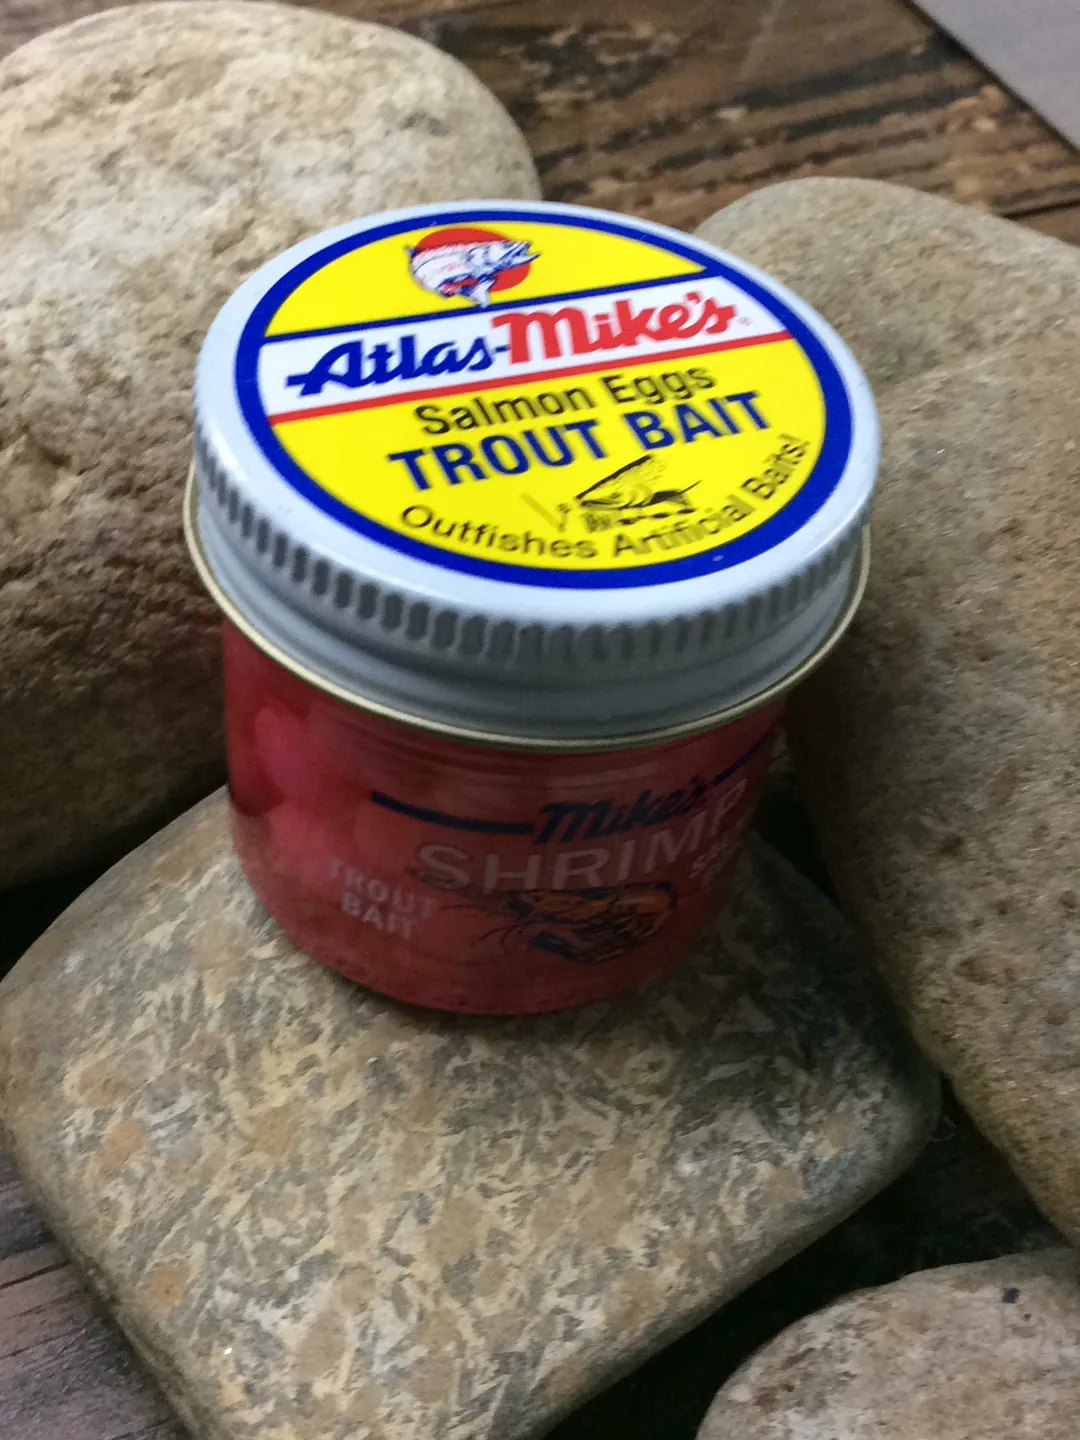 Atlas-Mike's
Salmon Eggs
TROUT BAIT
Outfishes Artificial Baits!
Mike's
SHRIMP
TROUT
BAIT